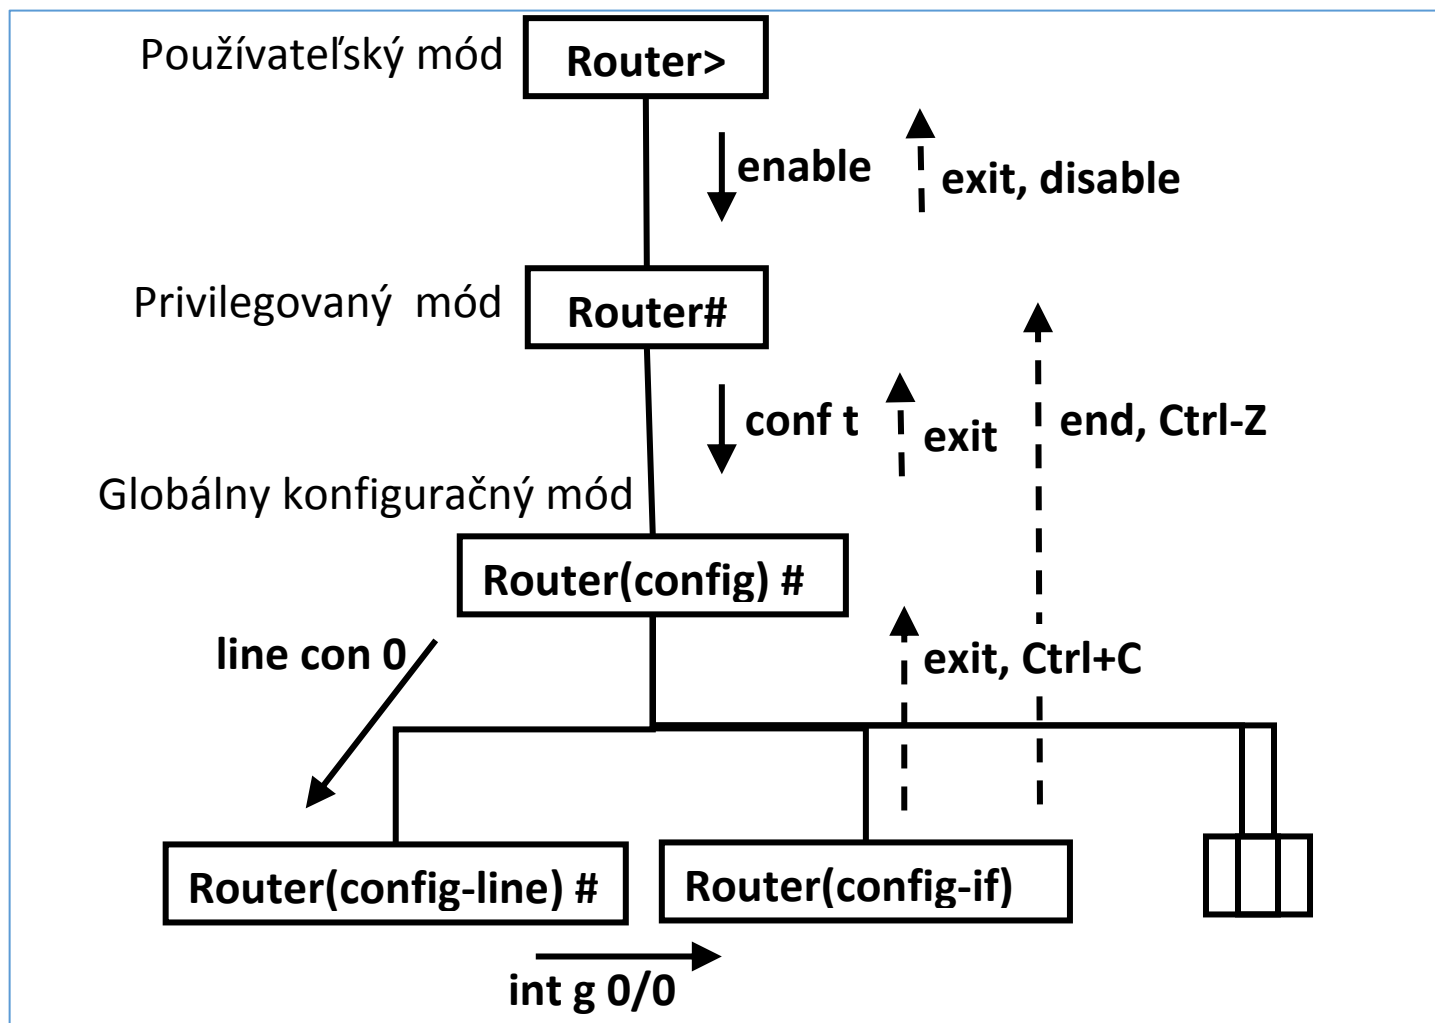 Používateľský mód
Router>
enable
exit, disable
Privilegovaný  mód
Router#
conf t
exit
end, Ctrl-Z
Globálny konfiguračný mód
Router(config) #
line con 0
exit, Ctrl+C
Router(config-line) #
Router(config-if)
int g 0/0